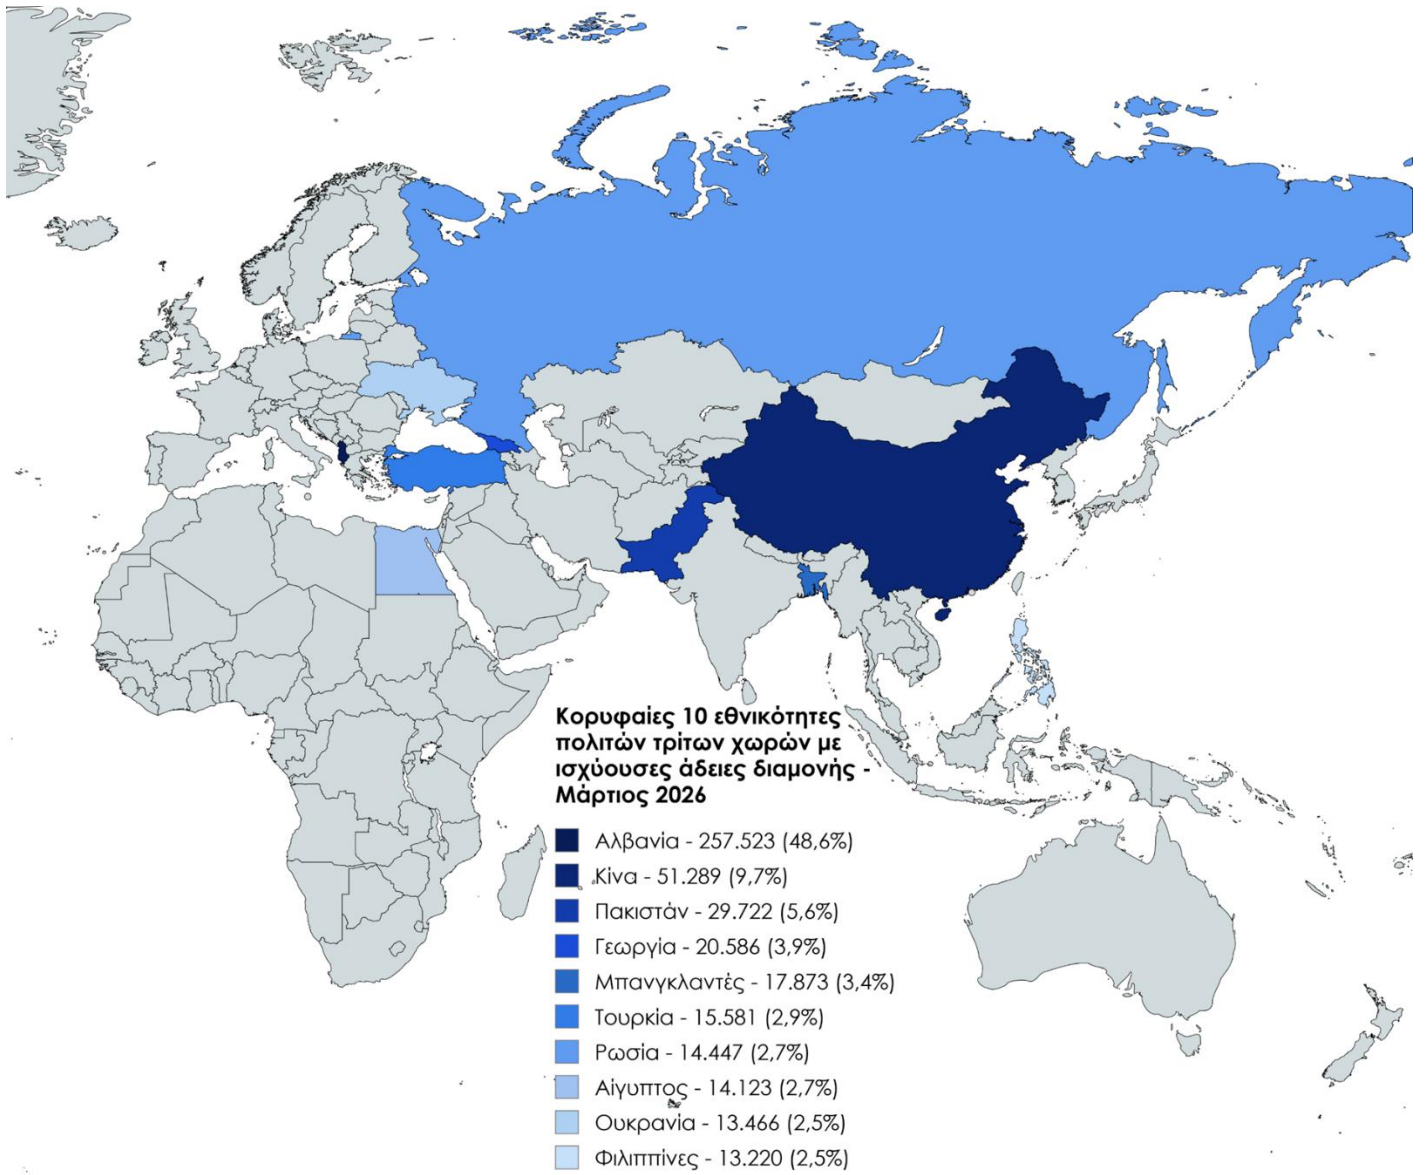 Κορυφαίες 10 εθνικότητες
πολιτών τρίτων χωρών με
ισχύουσες άδειες διαμονής -
Μάρτιος 2026
Αλβανία - 257.523 (48,6%)
Κίνα - 51.289 (9,7%)
Πακιστάν - 29.722 (5,6%)
Γεωργία - 20.586 (3,9%)
Μπανγκλαντές - 17.873 (3,4%)
Τουρκία - 15.581 (2,9%)
Ρωσία - 14.447 (2,7%)
Αίγυπτος - 14.123 (2,7%)
Ουκρανία - 13.466 (2,5%)
Φιλιππίνες - 13.220 (2,5%)